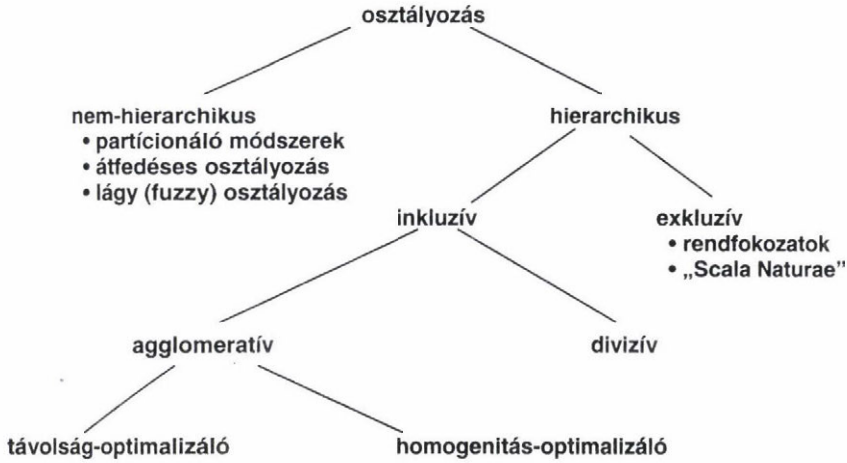 osztályozás
nem-hierarchikus
• partícionáló módszerek
• átfedéses osztályozás
• lágy (fuzzy) osztályozás
hierarchikus
inkluzív
exkluzív
• rendfokozatok
• „Scala Naturae”
agglomeratív
divizív
távolság-optimalizáló
homogenitás-optimalizáló